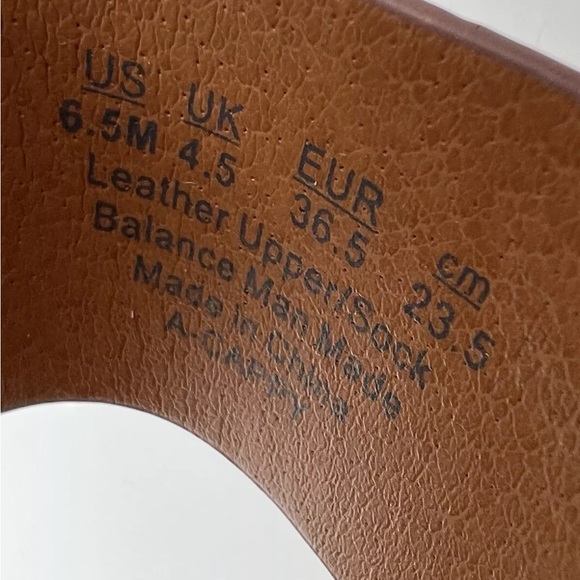 US UK EUR cm
6.5M 4.5 36.5 23.5
Leather Upper/Sock
Balance Man Made
Made in China